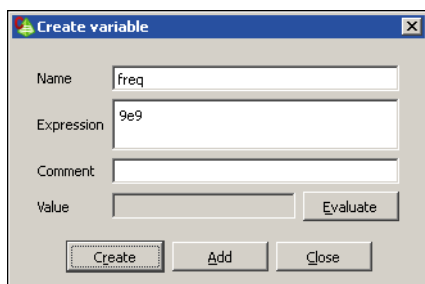 Create variable
Name freq
Expression 9e9
Comment
Value Evaluate
Create Add Close